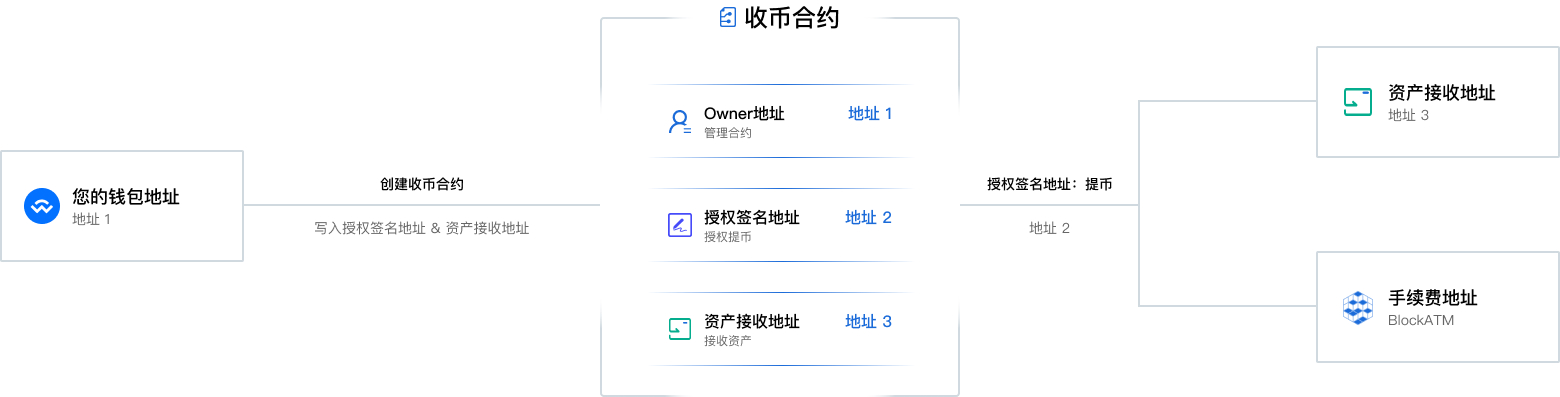 收币合约
Owner地址
地址 1
管理合约
授权签名地址
地址 2
授权提币
资产接收地址
地址 3
接收资产
您的钱包地址
地址 1
创建收币合约
写入授权签名地址 & 资产接收地址
授权签名地址：提币
地址 2
资产接收地址
地址 3
手续费地址
BlockATM